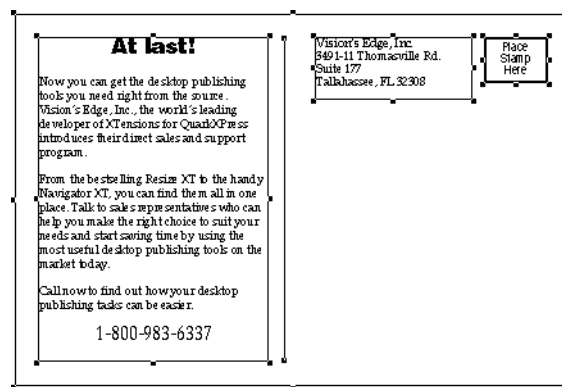 At last!
Now you can get the desktop publishing
tools you need right from the source.
Vision's Edge, Inc., the world's leading
developer of XTensions for QuarkXPress
introduces their direct sales and support
program.
From the bestselling Resize XT to the handy
Navigator XT, you can find them all in one
place. Talk to sales representatives who can
help you make the right choice to suit your
needs and start saving time by using the
most useful desktop publishing tools on the
market today.
Call now to find out how your desktop
publishing tasks can be easier.
1-800-983-6337
Vision's Edge, Inc.
3491-11 Thomasville Rd.
Suite 177
Tallahassee, FL 32308
Place
Stamp
Here